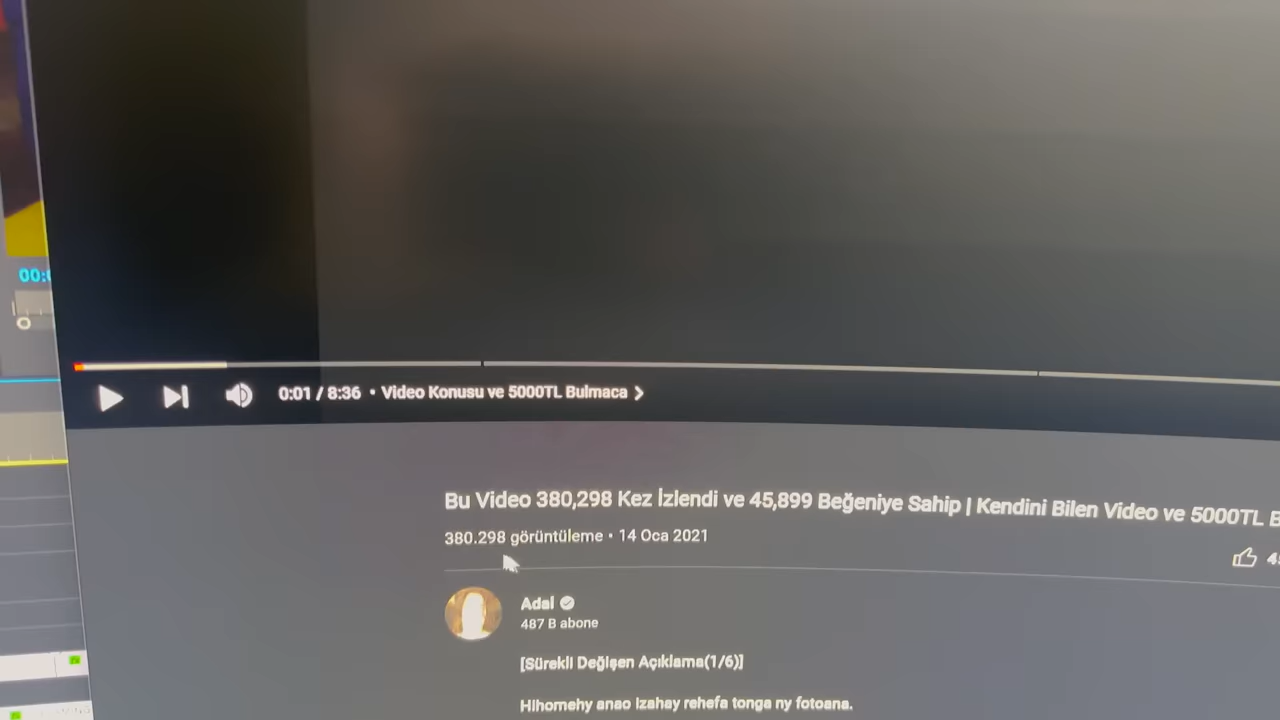 00:
0:01 / 8:36 • Video Konusu ve 5000TL Bulmaca
Bu Video 380,298 Kez İzlendi ve 45,899 Beğeniye Sahip | Kendini Bilen Video ve 5000TL B
380.298 görüntüleme • 14 Oca 2021
Adal
487 B abone
[Sürekli Değişen Açıklama(1/6)]
Hihomehy anao izahay rehefa tonga ny fotoana.